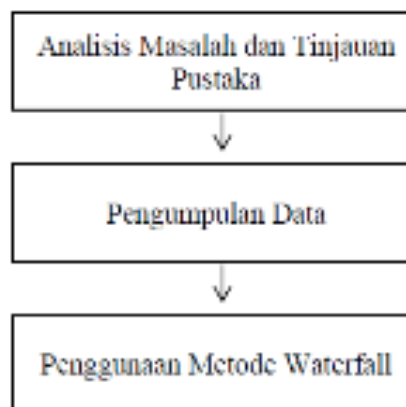 Analisis Masalah dan Tinjauan
Pustaka
Pengumpulan Data
Penggunaan Metode Waterfall